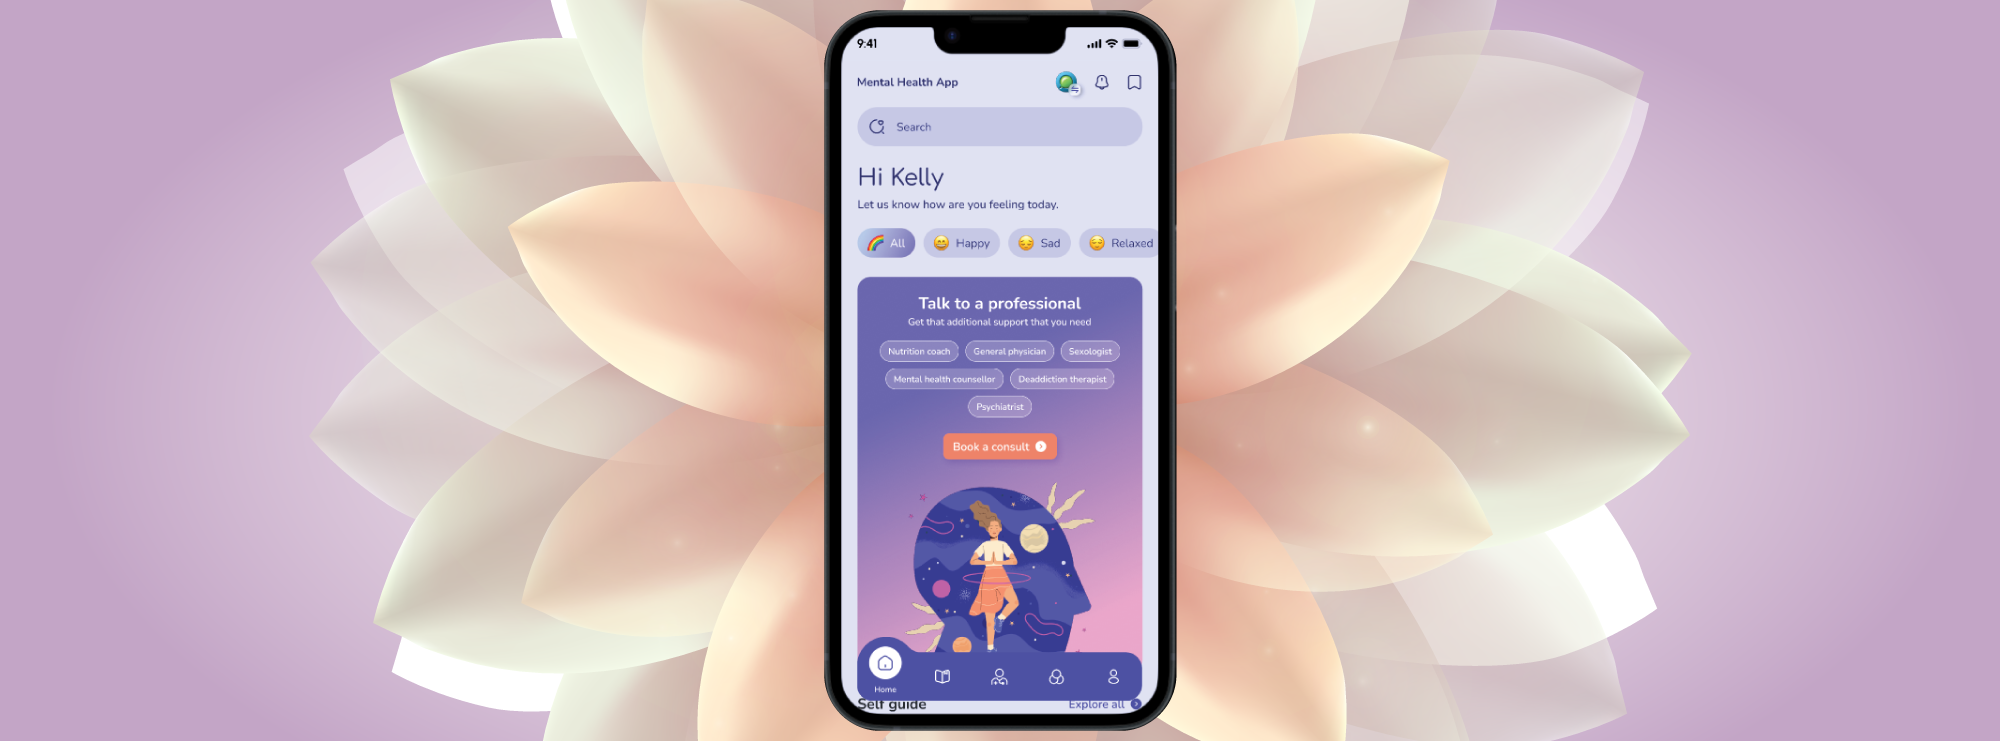 9:41
Mental Health App
Search
Hi Kelly
Let us know how are you feeling today.
All Happy Sad Relaxed
Talk to a professional
Get that additional support that you need
Nutrition coach General physician Sexologist
Mental health counsellor Deaddiction therapist
Psychiatrist
Book a consult
Home
Self guide Explore all